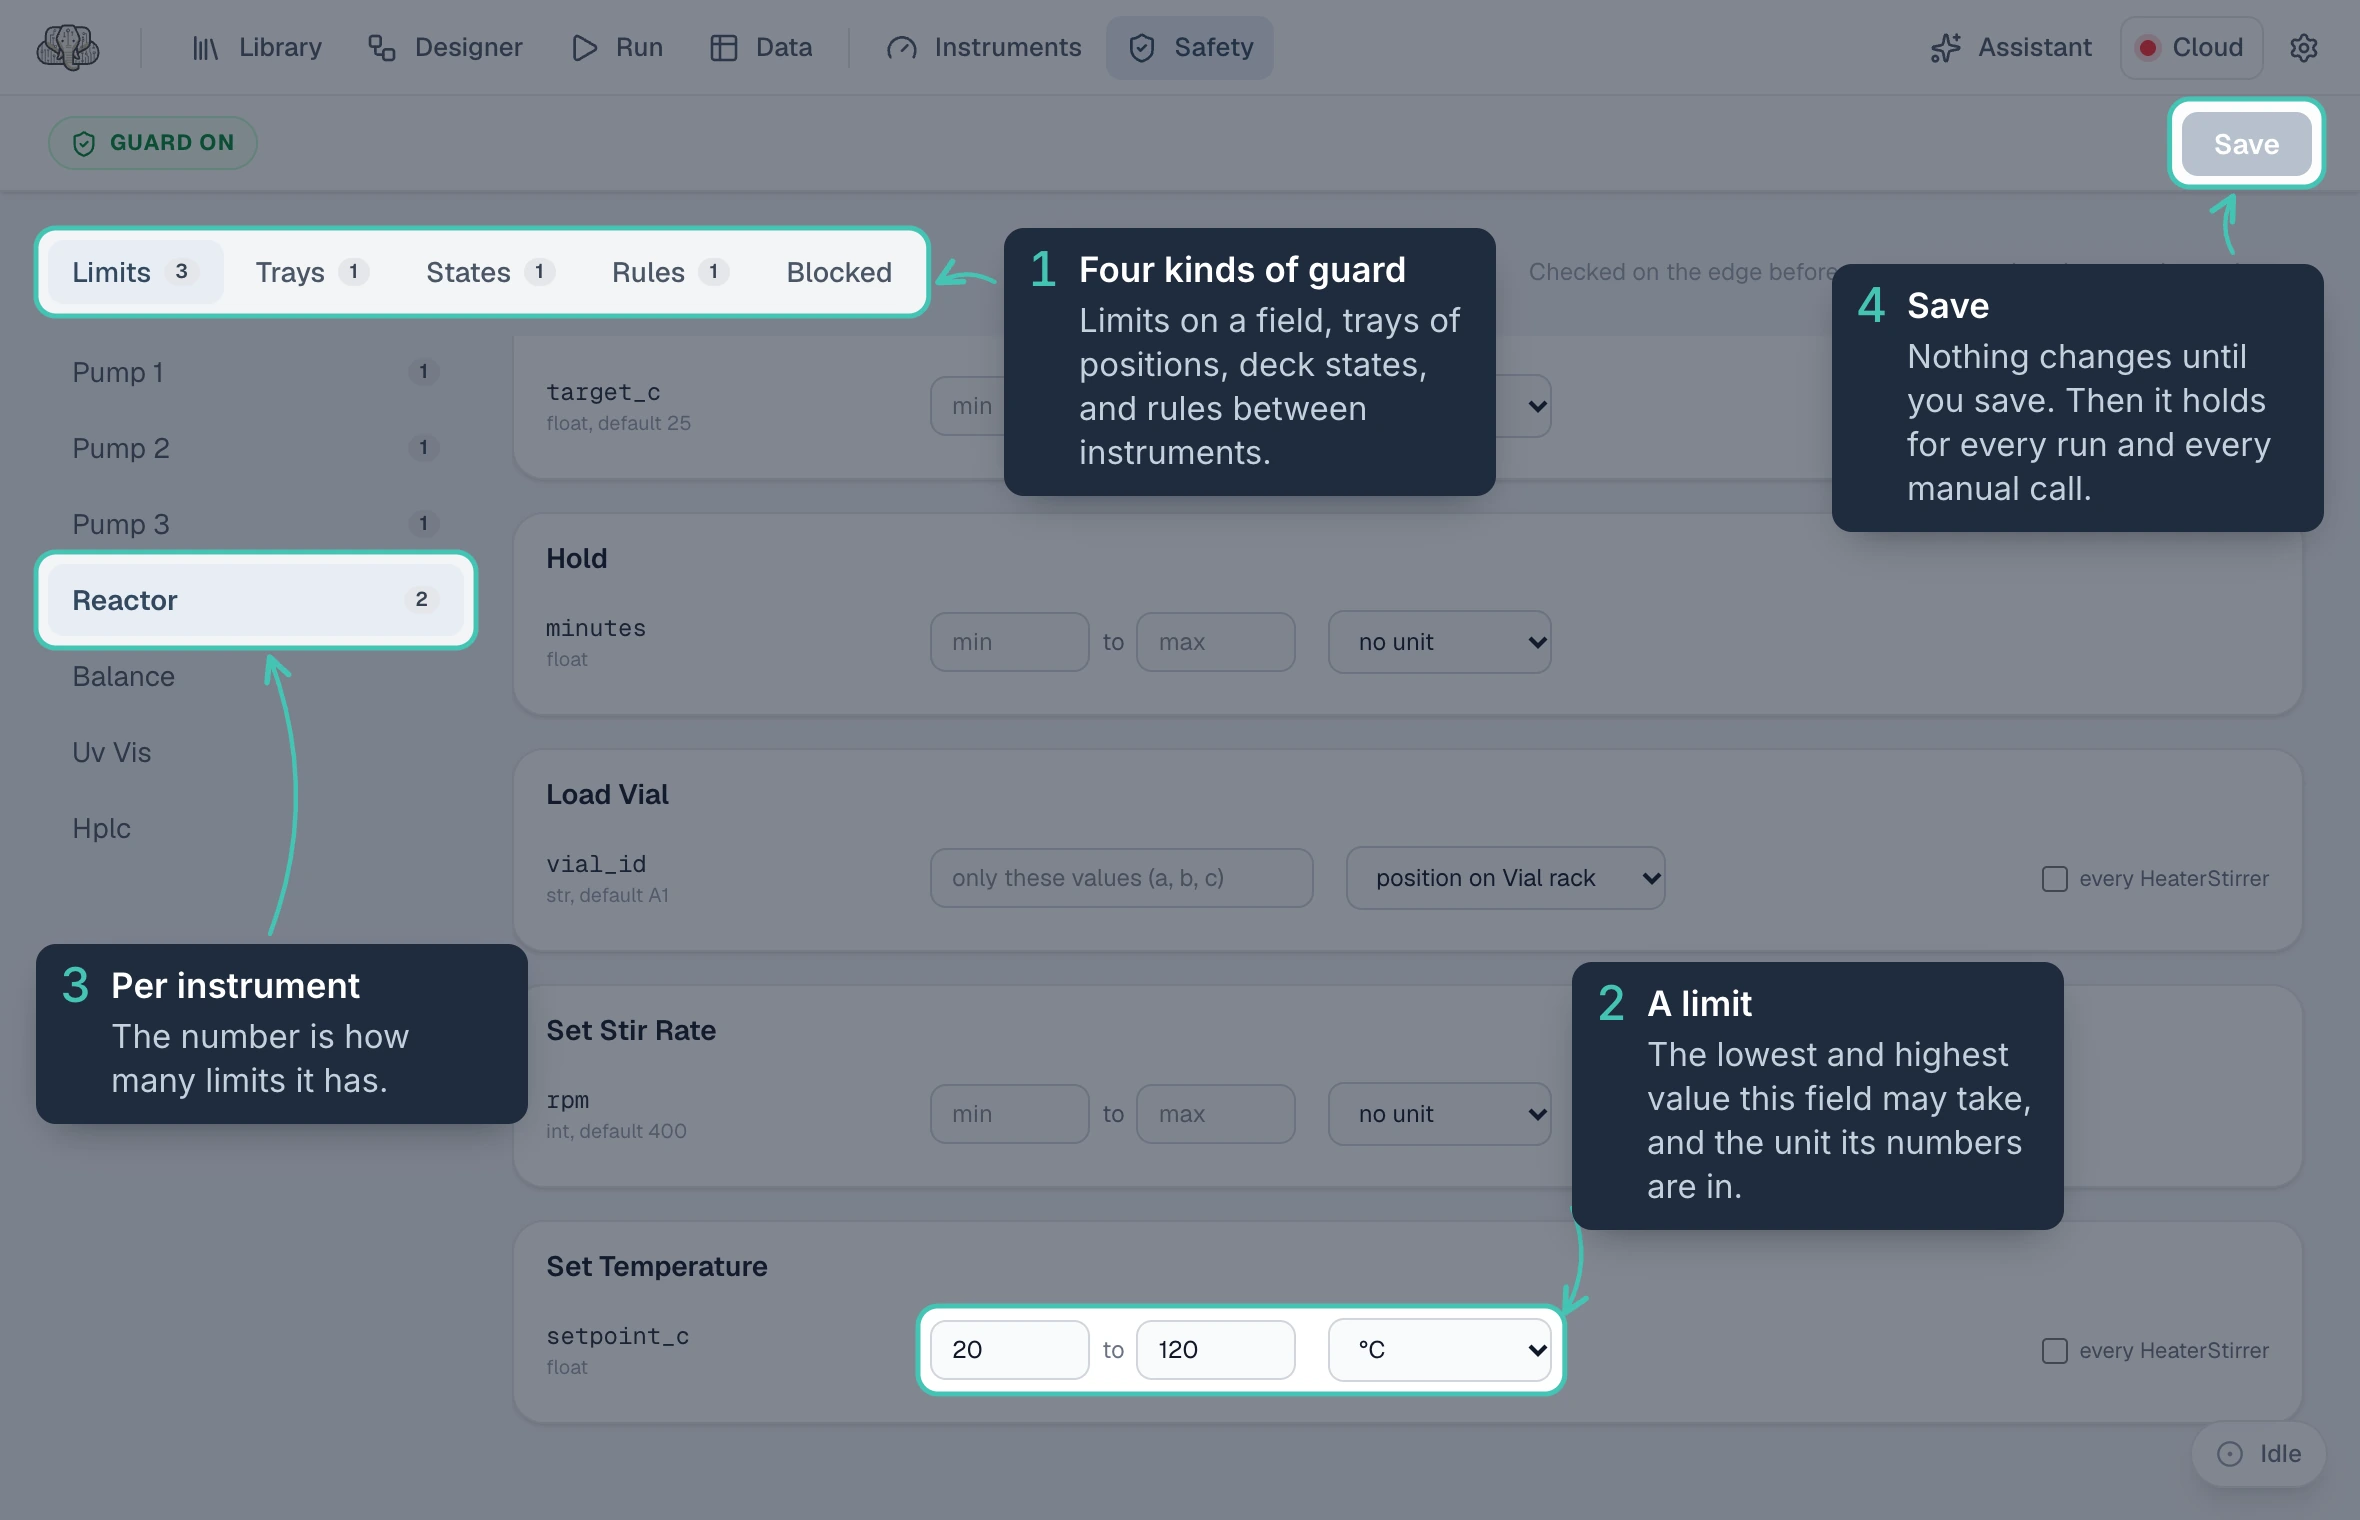 Library
Designer
Run
Data
Instruments
Safety
Assistant
Cloud
GUARD ON
Save
Limits 3
Trays 1
States 1
Rules 1
Blocked
1 Four kinds of guard
Limits on a field, trays of
positions, deck states,
and rules between
instruments.
Checked on the edge before
4 Save
Nothing changes until
you save. Then it holds
for every run and every
manual call.
Pump 1 1
Pump 2 1
Pump 3 1
Reactor 2
Balance
Uv Vis
Hplc
3 Per instrument
The number is how
many limits it has.
target_c
float, default 25
min
Hold
minutes
float
min to max no unit
Load Vial
vial_id
str, default A1
only these values (a, b, c) position on Vial rack every HeaterStirrer
Set Stir Rate
rpm
int, default 400
min to max no unit
2 A limit
The lowest and highest
value this field may take,
and the unit its numbers
are in.
Set Temperature
setpoint_c
float
20 to 120 °C every HeaterStirrer
Idle